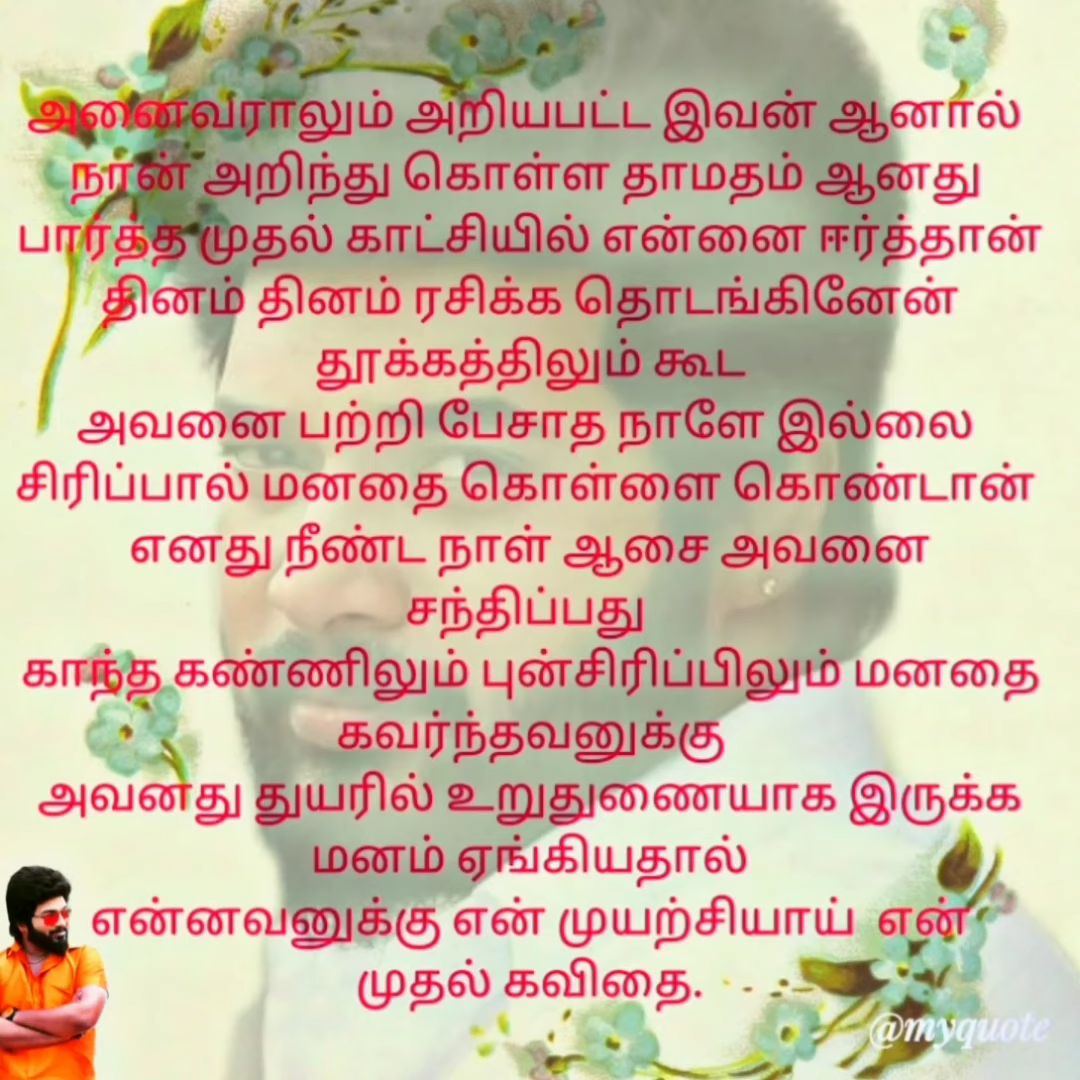 அனைவராலும் அறியபட்ட இவன் ஆனால்
நான் அறிந்து கொள்ள தாமதம் ஆனது
பார்த்த முதல் காட்சியில் என்னை ஈர்த்தான்
தினம் தினம் ரசிக்க தொடங்கினேன்
தூக்கத்திலும் கூட
அவனை பற்றி பேசாத நாளே இல்லை
சிரிப்பால் மனதை கொள்ளை கொண்டான்
எனது நீண்ட நாள் ஆசை அவனை
சந்திப்பது
காந்த கண்ணிலும் புன்சிரிப்பிலும் மனதை
கவர்ந்தவனுக்கு
அவனது துயரில் உறுதுணையாக இருக்க
மனம் ஏங்கியதால்
என்னவனுக்கு என் முயற்சியாய் என்
முதல் கவிதை.
@myquote